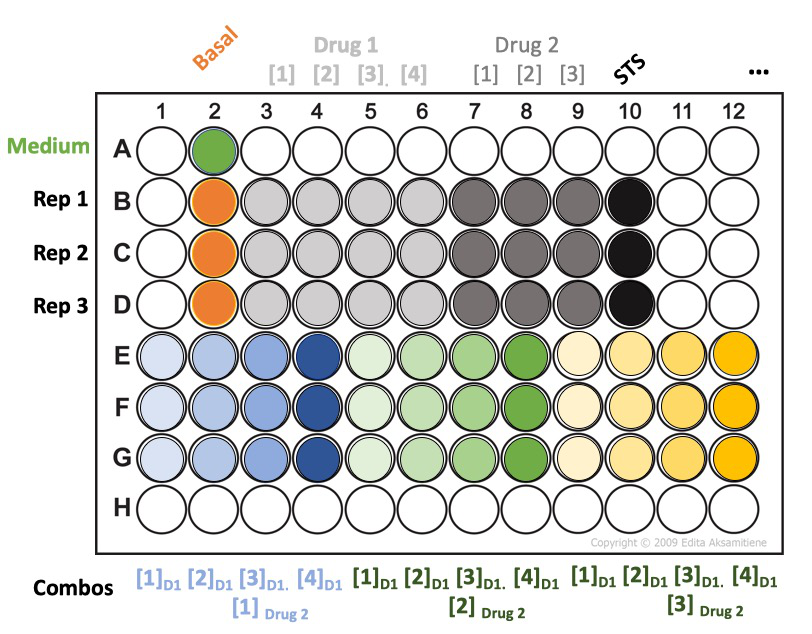 Basal
Drug 1
Drug 2
[1] [2] [3]. [4]
[1] [2] [3]
STS
...
1 2 3 4 5 6 7 8 9 10 11 12
Medium
A
Rep 1
B
Rep 2
C
Rep 3
D
E
F
G
H
Copyright © 2009 Edita Aksamitiene
Combos
[1]D1 [2]D1 [3]D1. [4]D1 [1]D1 [2]D1 [3]D1. [4]D1 [1]D1 [2]D1 [3]D1. [4]D1
[1] Drug 2
[2] Drug 2
[3] Drug 2